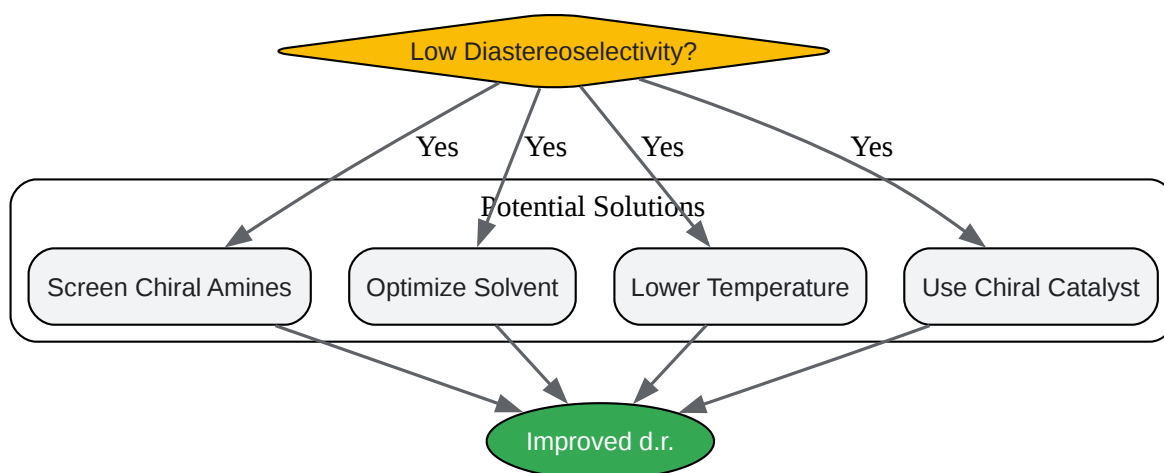 Low Diastereoselectivity?
Yes
Yes
Yes
Yes
Potential Solutions
Screen Chiral Amines
Optimize Solvent
Lower Temperature
Use Chiral Catalyst
Improved d.r.